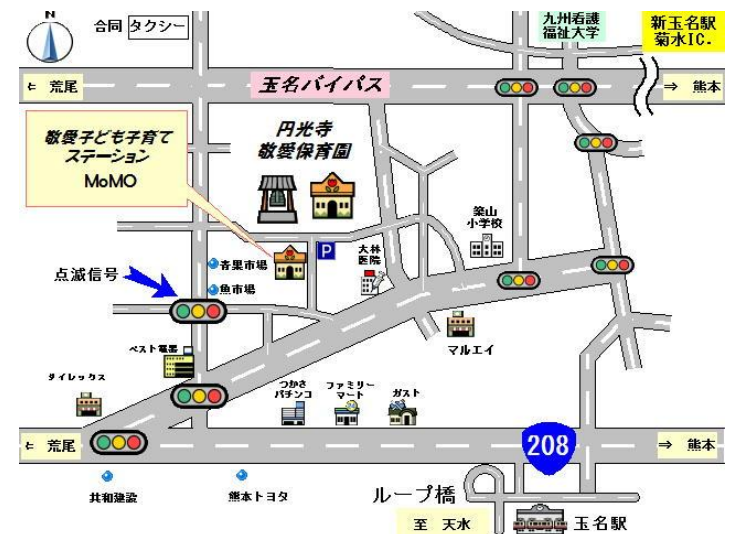 N
合同 タクシー
九州看護
福祉大学
新玉名駅
菊水IC.
⇐ 荒尾
玉名バイパス
⇒ 熊本
敬愛子ども子育て
ステーション
MoMO
円光寺
敬愛保育園
築山
小学校
P
大林
医院
青果市場
点滅信号
魚市場
マルエイ
ベスト電器
ダイレックス
つかさ
パチンコ
ファミリー
マート
ガスト
⇐ 荒尾
208
⇒ 熊本
共和建設
熊本トヨタ
ループ橋
至 天水
玉名駅